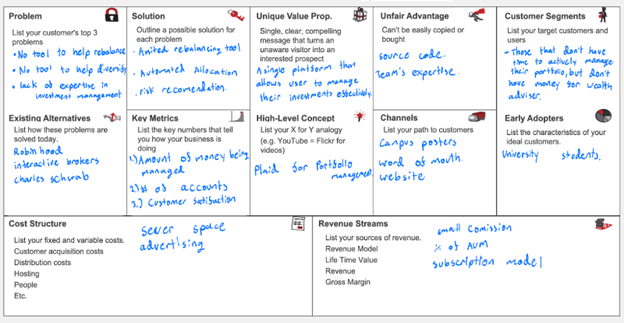 Problem
List your customer's top 3
problems
• No tool to help rebalance
• No tool to help diversify
• lack of expertise in
investment management
Existing Alternatives
List how these problems are
solved today.
Robinhood
interactive brokers
charles schwab
Solution
Outline a possible solution for
each problem
Automated Allocation
risk recomendation.
Key Metrics
List the key numbers that tell
you how your business is
doing
1) Amount of money being
managed
2) # of accounts
3.) Customer Satisfaction
Unique Value Prop.
Single, clear, compelling
message that turns an
unaware visitor into an
interested prospect
A single platform that
allows user to manage
their investments effectively.
High-Level Concept
List your X for Y analogy
(e.g. YouTube = Flickr for
videos)
Plaid for Portfolio
management.
Unfair Advantage
Can't be easily copied or
bought
source code.
Team's expertise.
Channels
List your path to customers
Campus posters
word of mouth.
website
Customer Segments
List your target customers and
users
- Those that don't have
time to actively manage
their portfolio, but don't
have money for wealth
adviser.
Early Adopters
List the characteristics of your
ideal customers.
University students.
Cost Structure
List your fixed and variable costs.
Customer acquisition costs
Distribution costs
Hosting
People
Etc.
sever space
advertising
Revenue Streams
List your sources of revenue.
Revenue Model
Life Time Value
Revenue
Gross Margin
small Comission
% of AUM
subscription model